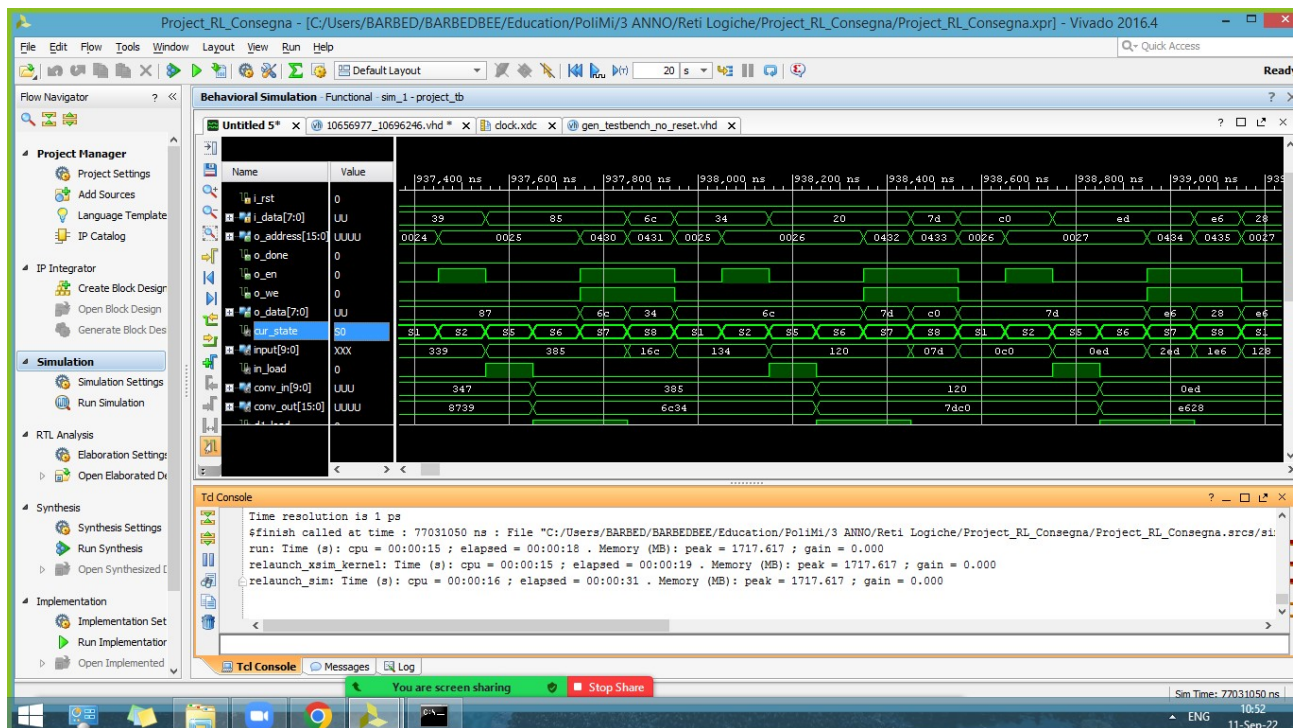 Project_RL_Consegna - [C:/Users/BARBED/BARBEDBEE/Education/PoliMi/3 ANNO/Reti Logiche/Project_RL_Consegna/Project_RL_Consegna.xpr] - Vivado 2016.4
File Edit Flow Tools Window Layout View Run Help
Quick Access
Default Layout
20 s
Ready
Flow Navigator
Behavioral Simulation - Functional - sim_1 - project_tb
Untitled 5* 10656977_10696246.vhd * clock.xdc gen_testbench_no_reset.vhd
Project Manager
Project Settings
Add Sources
Language Template
IP Catalog
IP Integrator
Create Block Design
Open Block Design
Generate Block Des
Simulation
Simulation Settings
Run Simulation
RTL Analysis
Elaboration Settings
Open Elaborated De
Synthesis
Synthesis Settings
Run Synthesis
Open Synthesized D
Implementation
Implementation Set
Run Implementation
Open Implemented
Name Value
937,400 ns 937,600 ns 937,800 ns 938,000 ns 938,200 ns 938,400 ns 938,600 ns 938,800 ns 939,000 ns 939
i_rst 0
i_data[7:0] UU 39 85 6c 34 20 7d c0 ed e6 28
o_address[15:0] UUUU 0024 0025 0430 0431 0025 0026 0432 0433 0026 0027 0434 0435 0027
o_done 0
o_en 0
o_we 0
o_data[7:0] UU 87 6c 34 6c 7d c0 7d e6 28 e6
cur_state S0 S1 S2 S5 S6 S7 S8 S1 S2 S5 S6 S7 S8 S1 S2 S5 S6 S7 S8 S1
input[9:0] XXX 339 385 16c 134 120 07d 0c0 0ed 2ed 1e6 128
in_load 0
conv_in[9:0] UUU 347 385 120 0ed
conv_out[15:0] UUUU 8739 6c34 7dc0 e628
Tcl Console
Time resolution is 1 ps
$finish called at time : 77031050 ns : File "C:/Users/BARBED/BARBEDBEE/Education/PoliMi/3 ANNO/Reti Logiche/Project_RL_Consegna/Project_RL_Consegna.srcs/si
run: Time (s): cpu = 00:00:15 ; elapsed = 00:00:18 . Memory (MB): peak = 1717.617 ; gain = 0.000
relaunch_xsim_kernel: Time (s): cpu = 00:00:15 ; elapsed = 00:00:19 . Memory (MB): peak = 1717.617 ; gain = 0.000
relaunch_sim: Time (s): cpu = 00:00:16 ; elapsed = 00:00:31 . Memory (MB): peak = 1717.617 ; gain = 0.000
Tcl Console Messages Log
You are screen sharing Stop Share
Sim Time: 77031050 ns
ENG
10:52
11-Sep-22